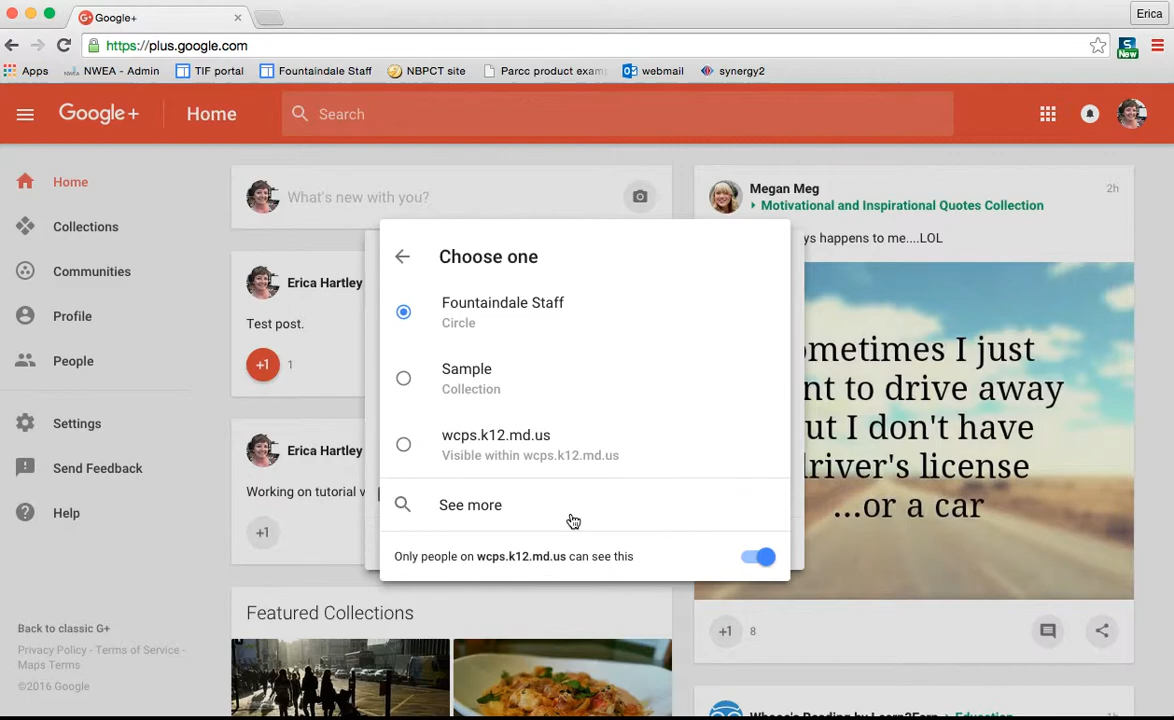 Google+
Erica
https://plus.google.com
New
Apps
NWEA - Admin
TIF portal
Fountaindale Staff
NBPCT site
Parcc product exam
webmail
synergy2
Google+
Home
Search
Home
Collections
Communities
Profile
People
Settings
Send Feedback
Help
Back to classic G+
Privacy Policy - Terms of Service -
Maps Terms
©2016 Google
What's new with you?
Erica Hartley
Test post.
+1
1
Erica Hartley
Working on tutorial v
+1
Featured Collections
Choose one
Fountaindale Staff
Circle
Sample
Collection
wcps.k12.md.us
Visible within wcps.k12.md.us
See more
Only people on wcps.k12.md.us can see this
Megan Meg
2h
Motivational and Inspirational Quotes Collection
ys happens to me....LOL
ometimes I just
nt to drive away
ut I don't have
driver's license
...or a car
+1
8